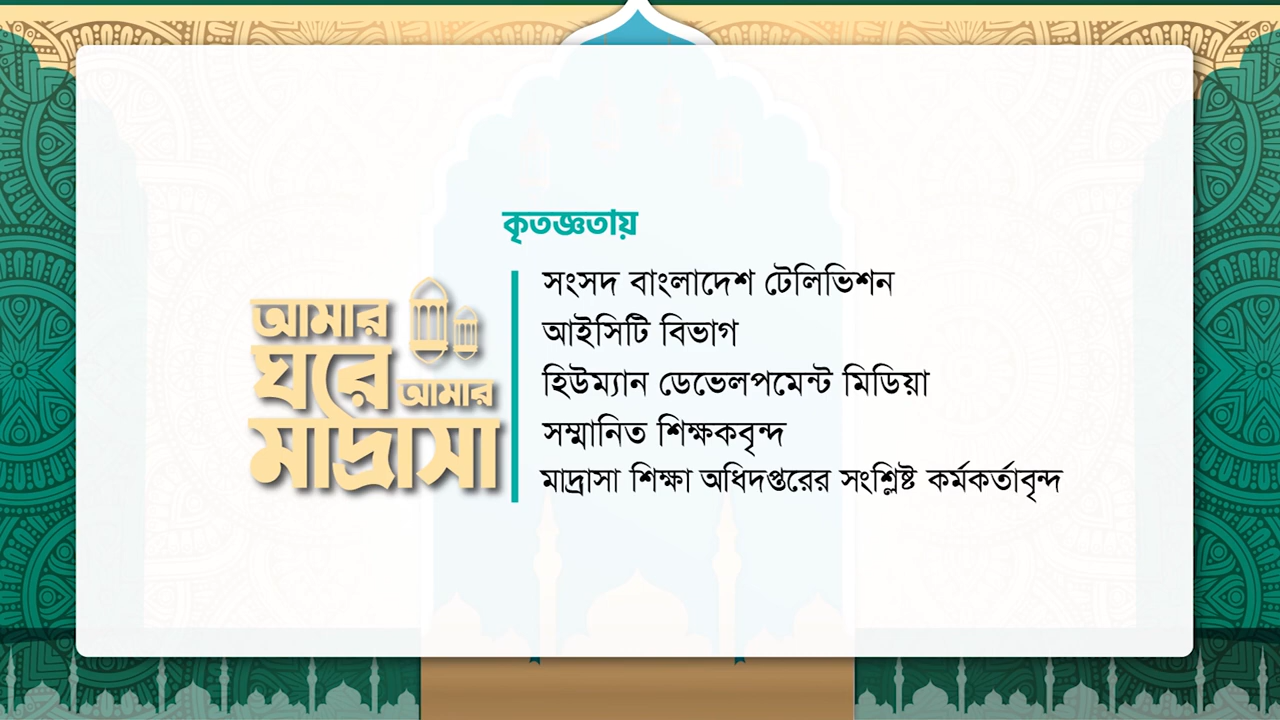 আমার
ঘরে আমার
মাদ্রাসা
কৃতজ্ঞতায়
সংসদ বাংলাদেশ টেলিভিশন
আইসিটি বিভাগ
হিউম্যান ডেভেলপমেন্ট মিডিয়া
সম্মানিত শিক্ষকবৃন্দ
মাদ্রাসা শিক্ষা অধিদপ্তরের সংশ্লিষ্ট কর্মকর্তাবৃন্দ